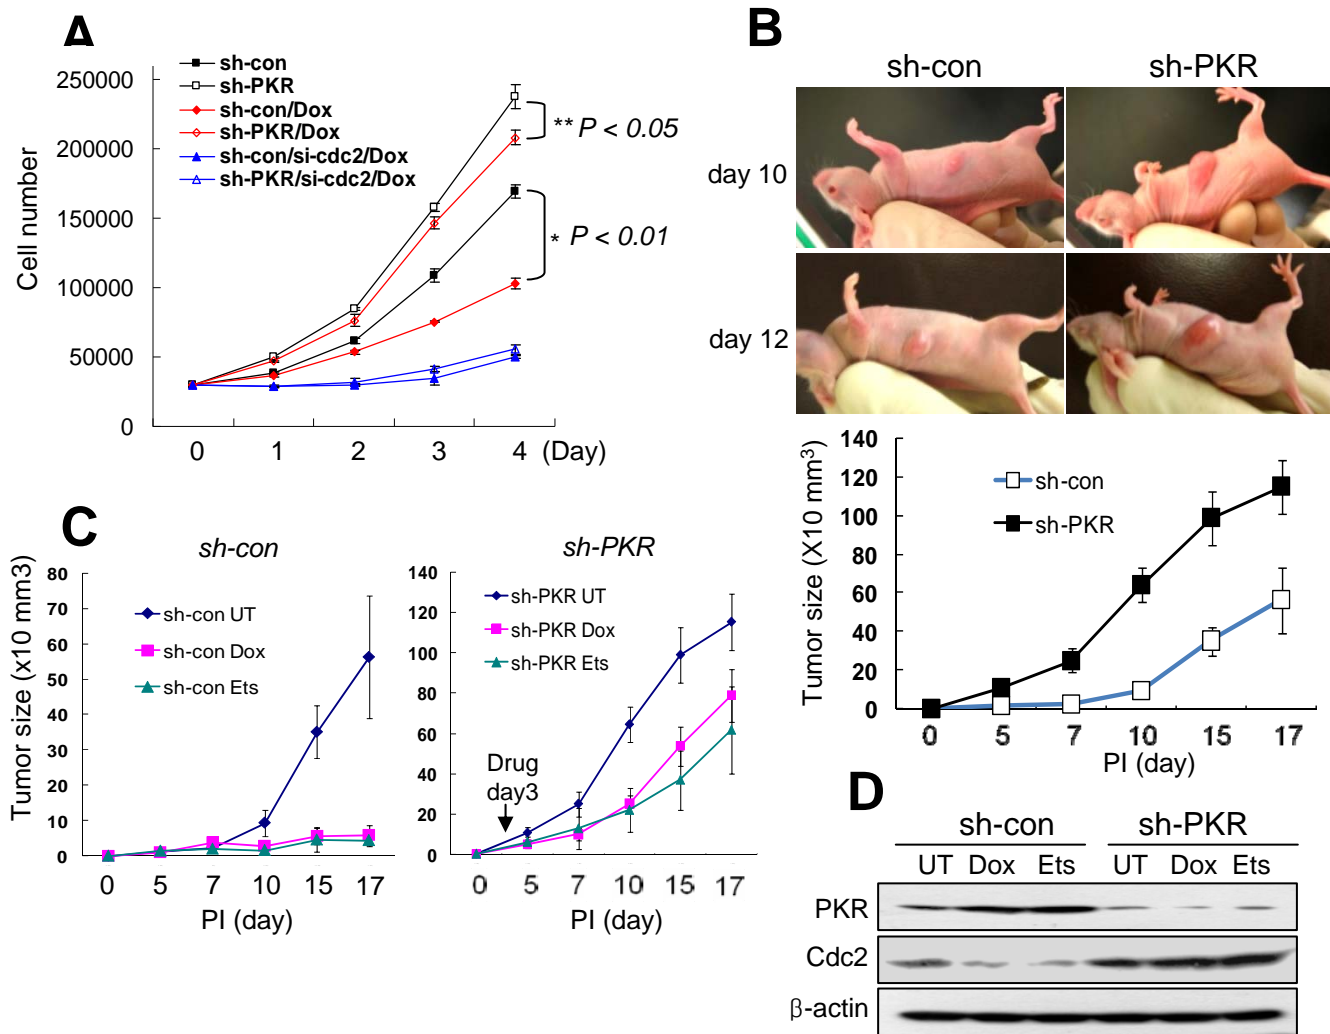 A
sh-con
sh-PKR
sh-con/Dox
sh-PKR/Dox
sh-con/si-cdc2/Dox
sh-PKR/si-cdc2/Dox
250000
200000
150000
100000
50000
0
Cell number
** P < 0.05
* P < 0.01
0 1 2 3 4 (Day)
B
sh-con sh-PKR
day 10
day 12
140
120
100
80
60
40
20
0
Tumor size (X10 mm³)
sh-con
sh-PKR
0 5 7 10 15 17
PI (day)
C
sh-con
80
70
60
50
40
30
20
10
0
Tumor size (x10 mm3)
sh-con UT
sh-con Dox
sh-con Ets
0 5 7 10 15 17
PI (day)
sh-PKR
140
120
100
80
60
40
20
0
sh-PKR UT
sh-PKR Dox
sh-PKR Ets
Drug
day3
0 5 7 10 15 17
PI (day)
D
sh-con sh-PKR
UT Dox Ets UT Dox Ets
PKR
Cdc2
β-actin